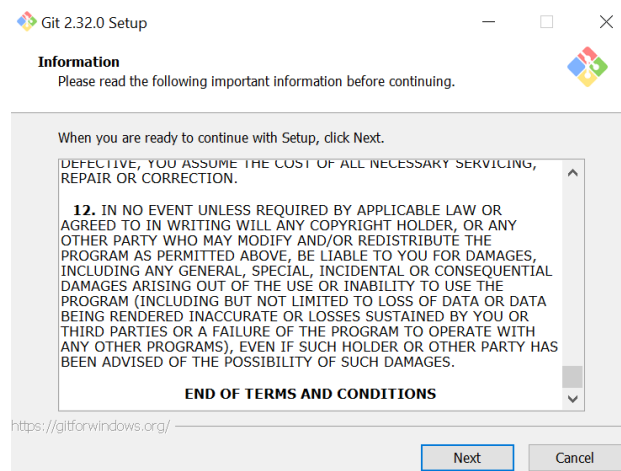 Git 2.32.0 Setup
Information
Please read the following important information before continuing.
When you are ready to continue with Setup, click Next.
DEFECTIVE, YOU ASSUME THE COST OF ALL NECESSARY SERVICING,
REPAIR OR CORRECTION.
12. IN NO EVENT UNLESS REQUIRED BY APPLICABLE LAW OR
AGREED TO IN WRITING WILL ANY COPYRIGHT HOLDER, OR ANY
OTHER PARTY WHO MAY MODIFY AND/OR REDISTRIBUTE THE
PROGRAM AS PERMITTED ABOVE, BE LIABLE TO YOU FOR DAMAGES,
INCLUDING ANY GENERAL, SPECIAL, INCIDENTAL OR CONSEQUENTIAL
DAMAGES ARISING OUT OF THE USE OR INABILITY TO USE THE
PROGRAM (INCLUDING BUT NOT LIMITED TO LOSS OF DATA OR DATA
BEING RENDERED INACCURATE OR LOSSES SUSTAINED BY YOU OR
THIRD PARTIES OR A FAILURE OF THE PROGRAM TO OPERATE WITH
ANY OTHER PROGRAMS), EVEN IF SUCH HOLDER OR OTHER PARTY HAS
BEEN ADVISED OF THE POSSIBILITY OF SUCH DAMAGES.
END OF TERMS AND CONDITIONS
https://gitforwindows.org/
Next
Cancel